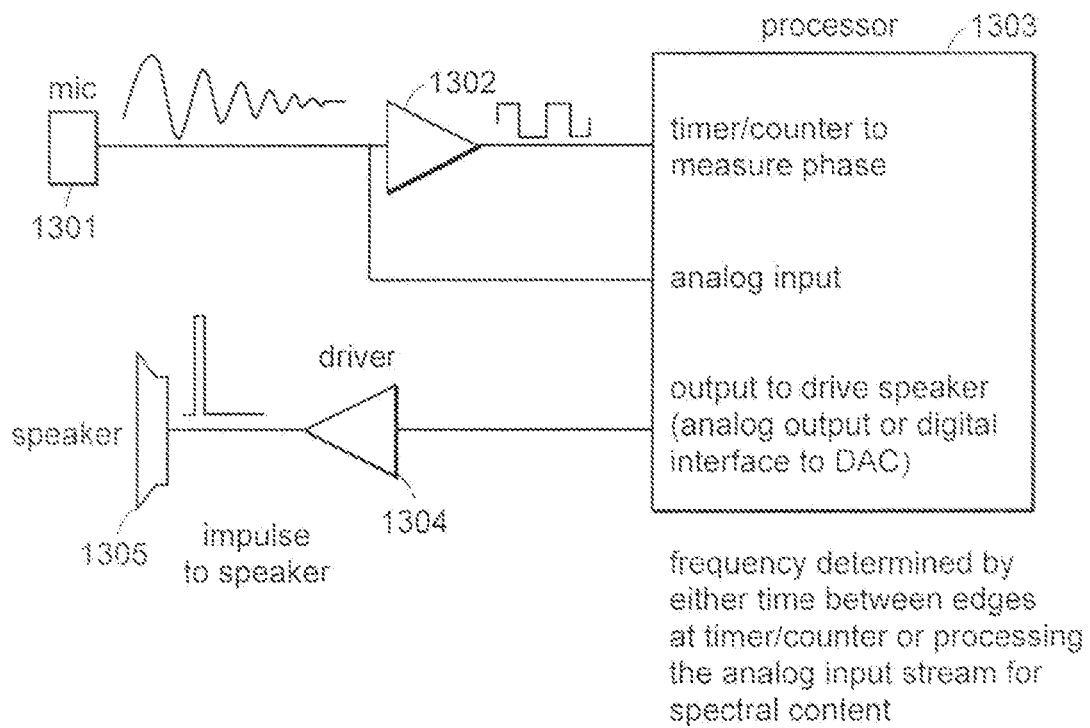 processor
1303
mic
1302
timer/counter to
measure phase
1301
analog input
driver
output to drive speaker
(analog output or digital
interface to DAC)
speaker
1304
1305
impulse
to speaker
frequency determined by
either time between edges
at timer/counter or processing
the analog input stream for
spectral content